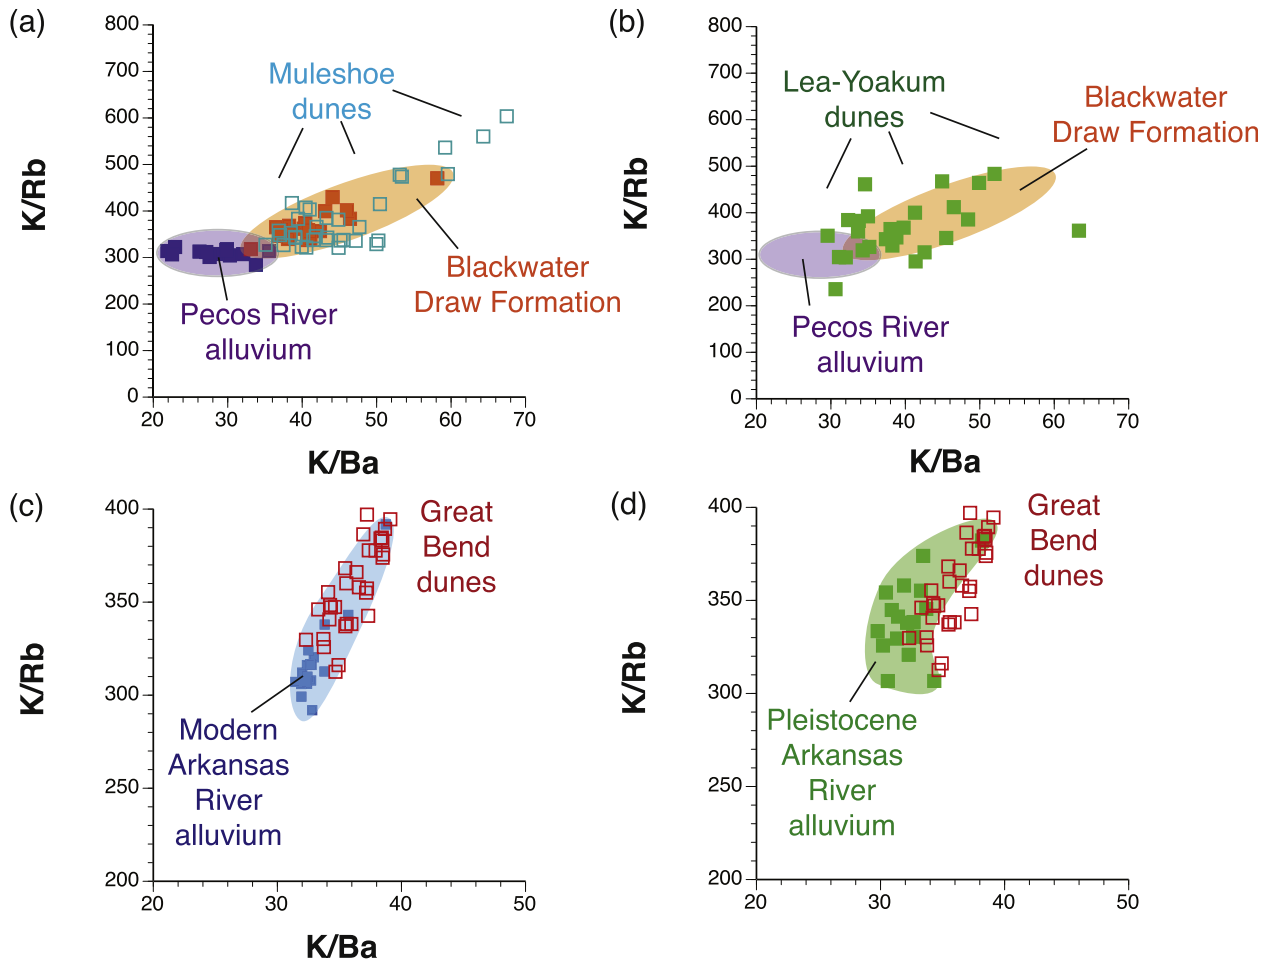 (a)
800
700
600
500
400
300
200
100
0
K/Rb
Muleshoe
dunes
Blackwater
Draw Formation
Pecos River
alluvium
20 30 40 50 60 70
K/Ba
(b)
800
700
600
500
400
300
200
100
0
K/Rb
Lea-Yoakum
dunes
Blackwater
Draw Formation
Pecos River
alluvium
20 30 40 50 60 70
K/Ba
(c)
400
350
300
250
200
K/Rb
Great
Bend
dunes
Modern
Arkansas
River
alluvium
20 30 40 50
K/Ba
(d)
400
350
300
250
200
K/Rb
Great
Bend
dunes
Pleistocene
Arkansas
River
alluvium
20 30 40 50